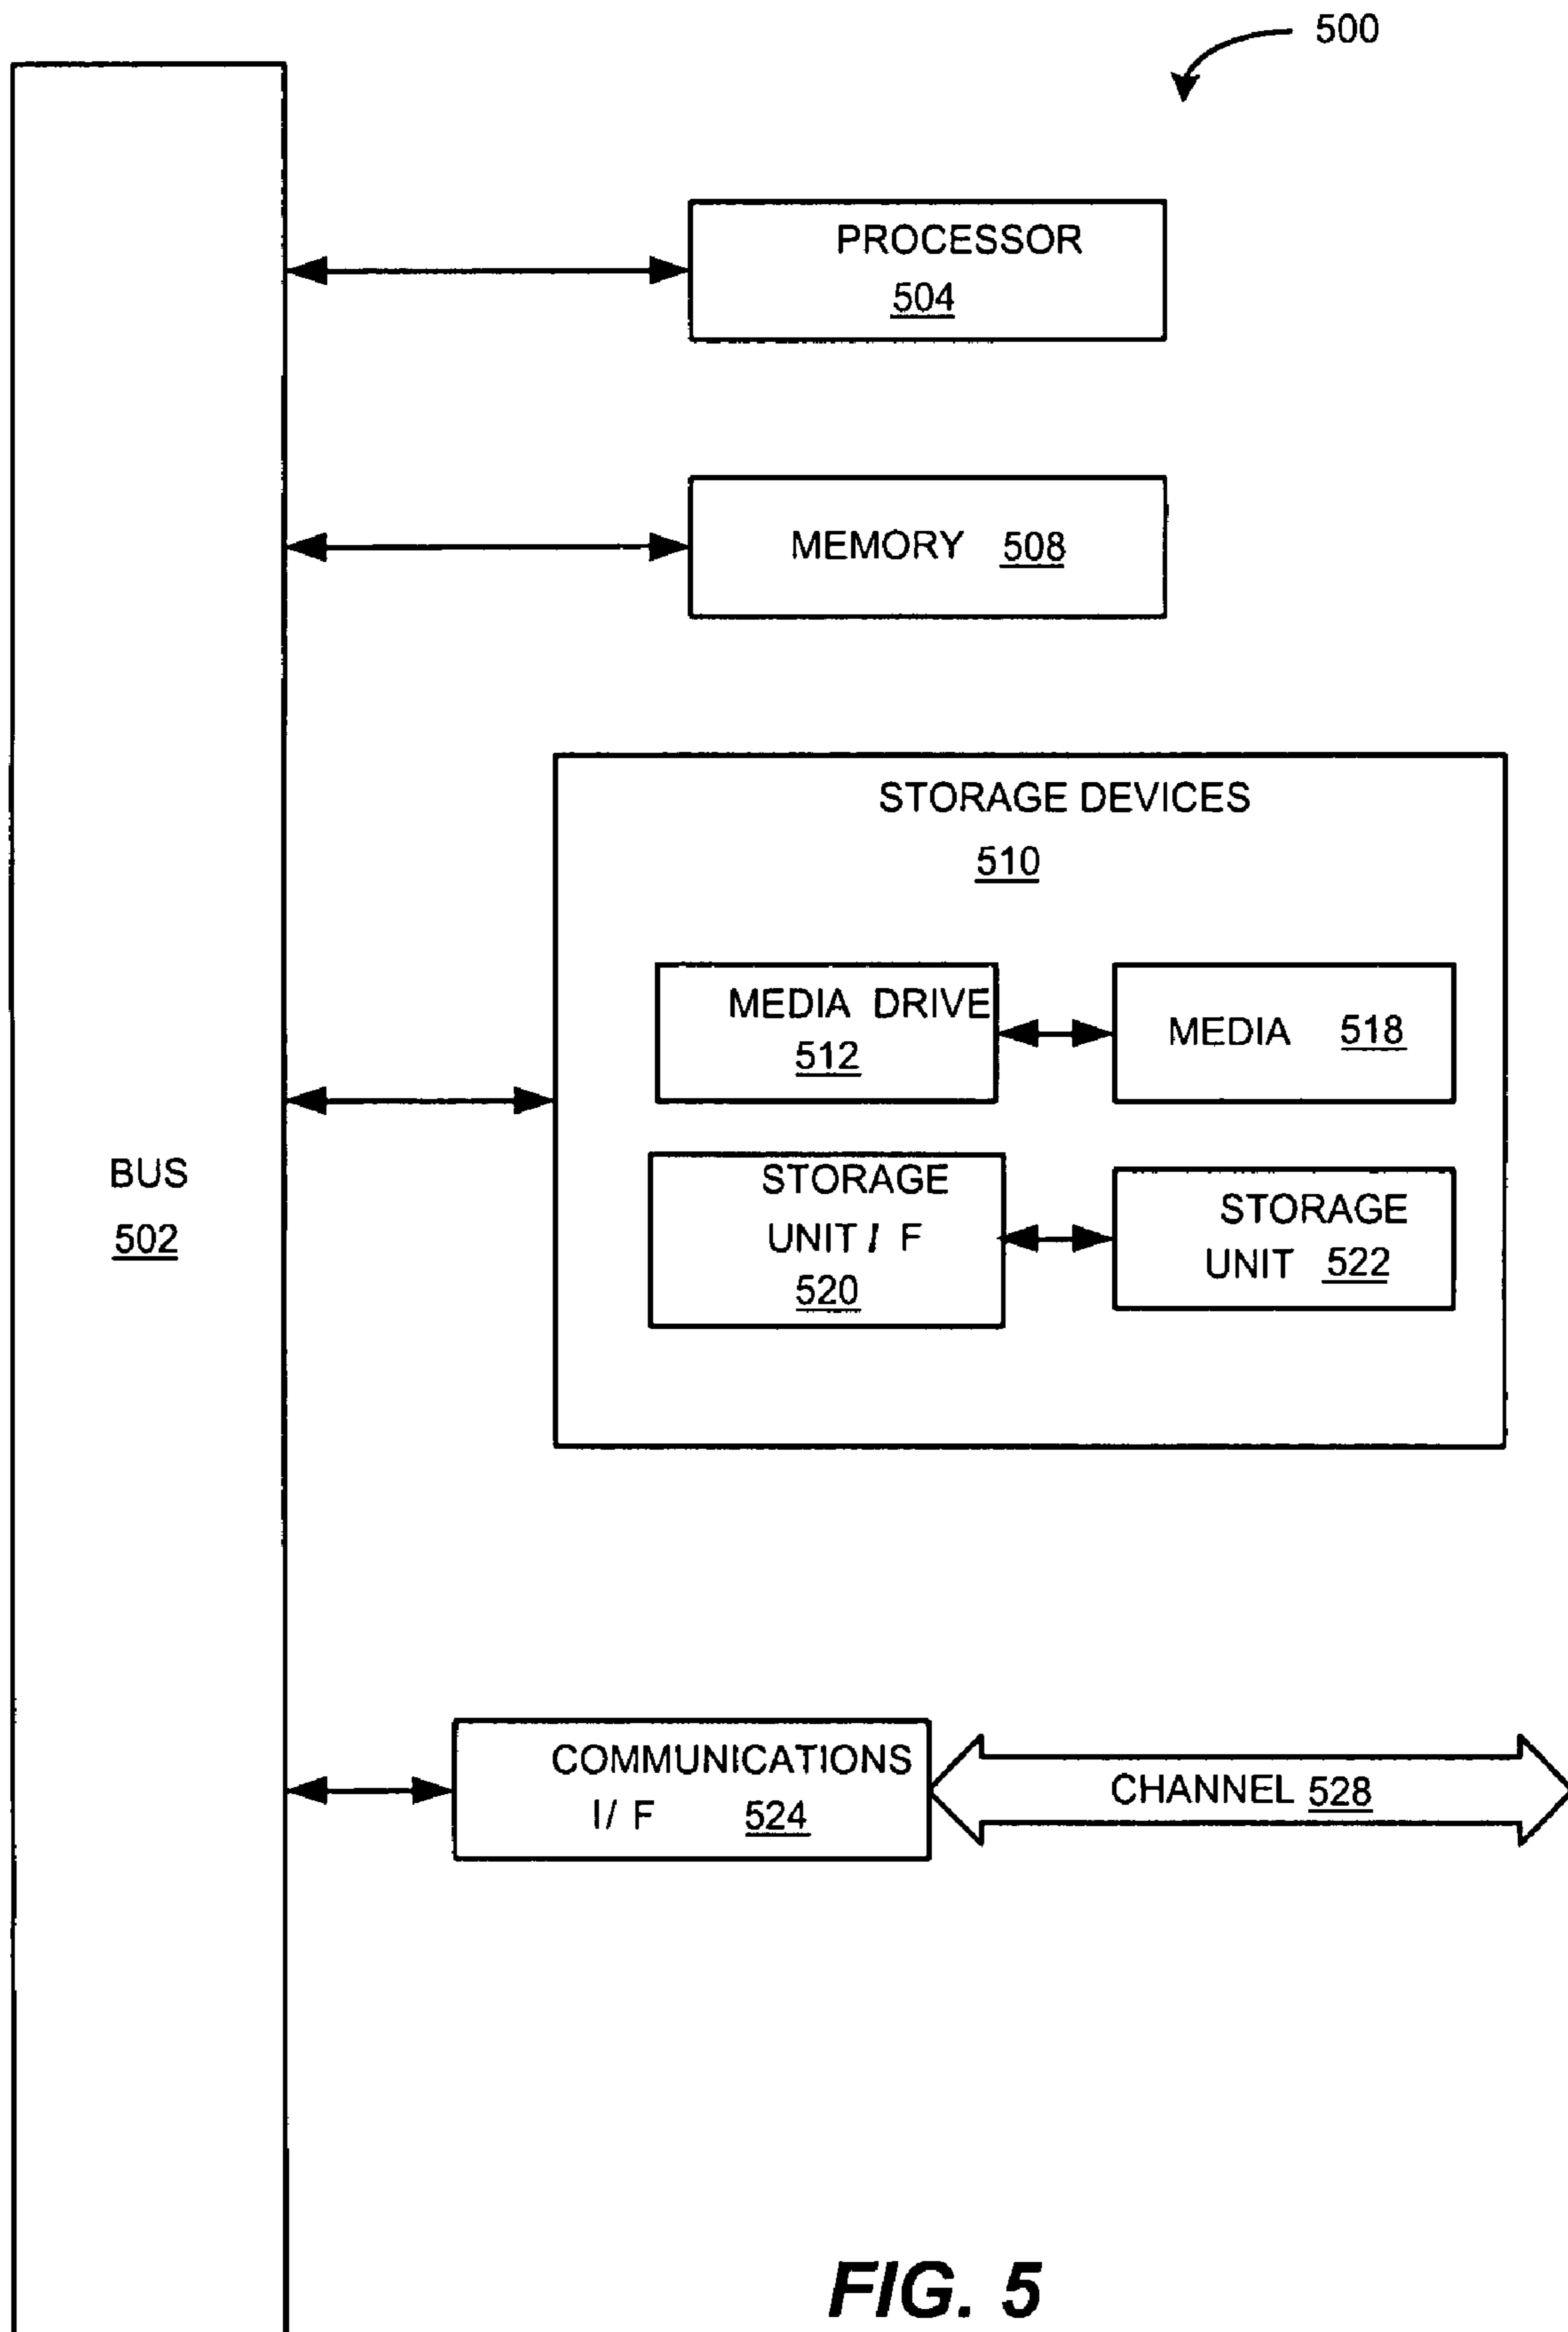 500
PROCESSOR
504
MEMORY 508
STORAGE DEVICES
510
MEDIA DRIVE
512
MEDIA 518
BUS
502
STORAGE
UNIT / F
520
STORAGE
UNIT 522
COMMUNICATIONS
I/ F 524
CHANNEL 528
FIG. 5